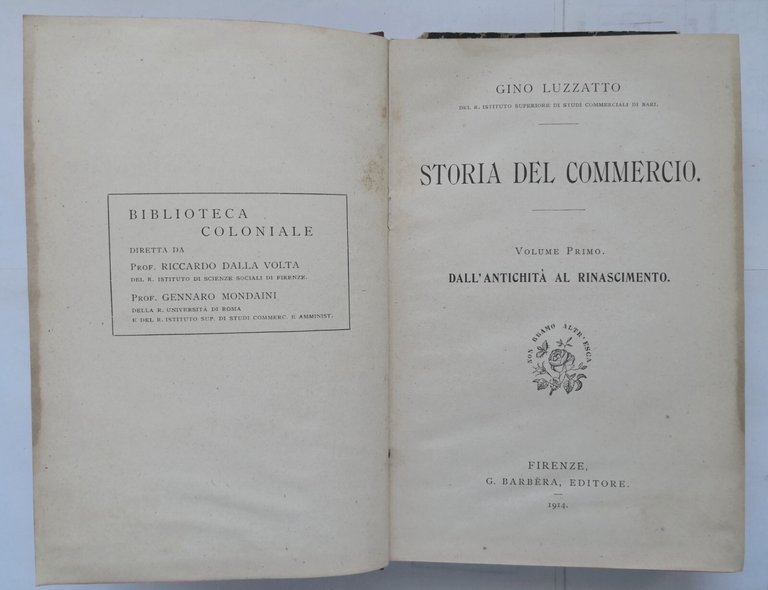 BIBLIOTECA
COLONIALE
DIRETTA DA
PROF. RICCARDO DALLA VOLTA
DEL R. ISTITUTO DI SCIENZE SOCIALI DI FIRENZE.
PROF. GENNARO MONDAINI
DELLA R. UNIVERSITÀ DI ROMA
E DEL R. ISTITUTO SUP. DI STUDI COMMERC. E AMMINIST.
GINO LUZZATTO
DEL R. ISTITUTO SUPERIORE DI STUDI COMMERCIALI DI BARI.
STORIA DEL COMMERCIO.
VOLUME PRIMO.
DALL'ANTICHITÀ AL RINASCIMENTO.
NON BRAMO ALTR'ESCA
FIRENZE,
G. BARBÈRA, EDITORE.
1914.